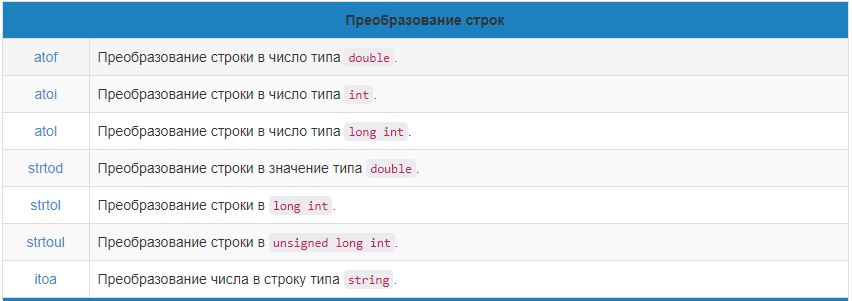 Преобразование строк
atof Преобразование строки в число типа double.
atoi Преобразование строки в число типа int.
atol Преобразование строки в число типа long int.
strtod Преобразование строки в значение типа double.
strtol Преобразование строки в long int.
strtoul Преобразование строки в unsigned long int.
itoa Преобразование числа в строку типа string.